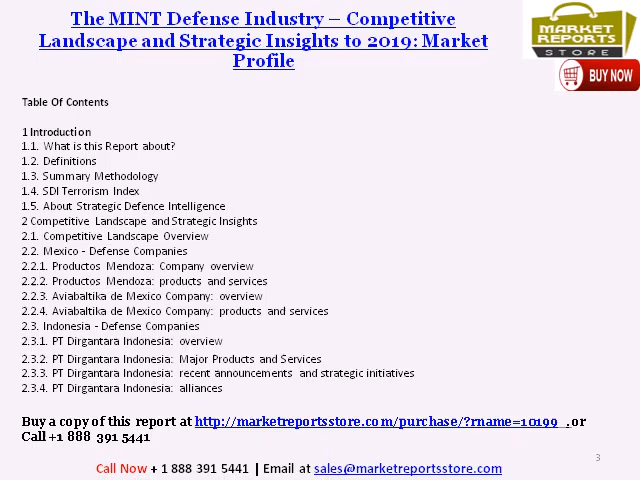 The MINT Defense Industry – Competitive
Landscape and Strategic Insights to 2019: Market
Profile
MARKET
REPORTS
STORE
BUY NOW
Table Of Contents
1 Introduction
1.1. What is this Report about?
1.2. Definitions
1.3. Summary Methodology
1.4. SDI Terrorism Index
1.5. About Strategic Defence Intelligence
2 Competitive Landscape and Strategic Insights
2.1. Competitive Landscape Overview
2.2. Mexico - Defense Companies
2.2.1. Productos Mendoza: Company overview
2.2.2. Productos Mendoza: products and services
2.2.3. Aviabaltika de Mexico Company: overview
2.2.4. Aviabaltika de Mexico Company: products and services
2.3. Indonesia - Defense Companies
2.3.1. PT Dirgantara Indonesia: overview
2.3.2. PT Dirgantara Indonesia: Major Products and Services
2.3.3. PT Dirgantara Indonesia: recent announcements and strategic initiatives
2.3.4. PT Dirgantara Indonesia: alliances
Buy a copy of this report at http://marketreportsstore.com/purchase/?rname=10199 . or
Call +1 888 391 5441
3
Call Now + 1 888 391 5441 | Email at sales@marketreportsstore.com